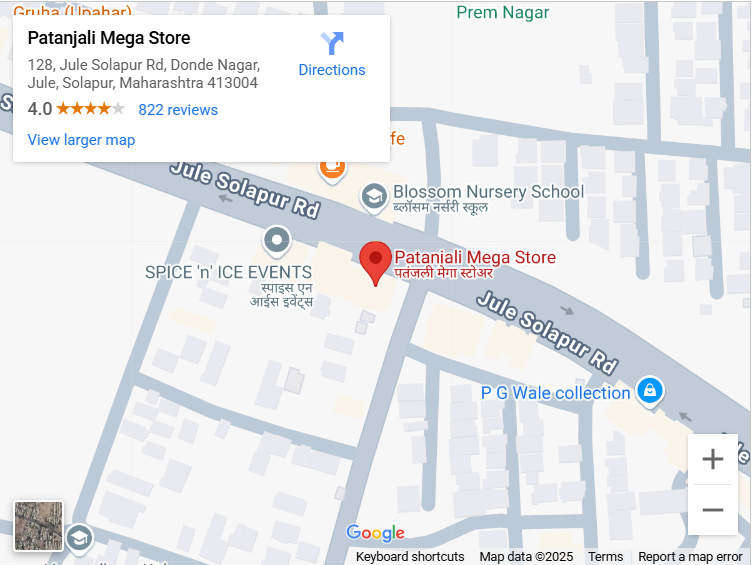 Gruha (Upahar)
Prem Nagar
Patanjali Mega Store
128, Jule Solapur Rd, Donde Nagar,
Jule, Solapur, Maharashtra 413004
Directions
4.0
822 reviews
View larger map
Jule Solapur Rd
Blossom Nursery School
ब्लॉसम नर्सरी स्कूल
SPICE 'n' ICE EVENTS
स्पाइस एन
आईस इवेंट्स
Patanjali Mega Store
पतंजली मेगा स्टोअर
Jule Solapur Rd
P G Wale collection
Google
Keyboard shortcuts
Map data ©2025
Terms
Report a map error